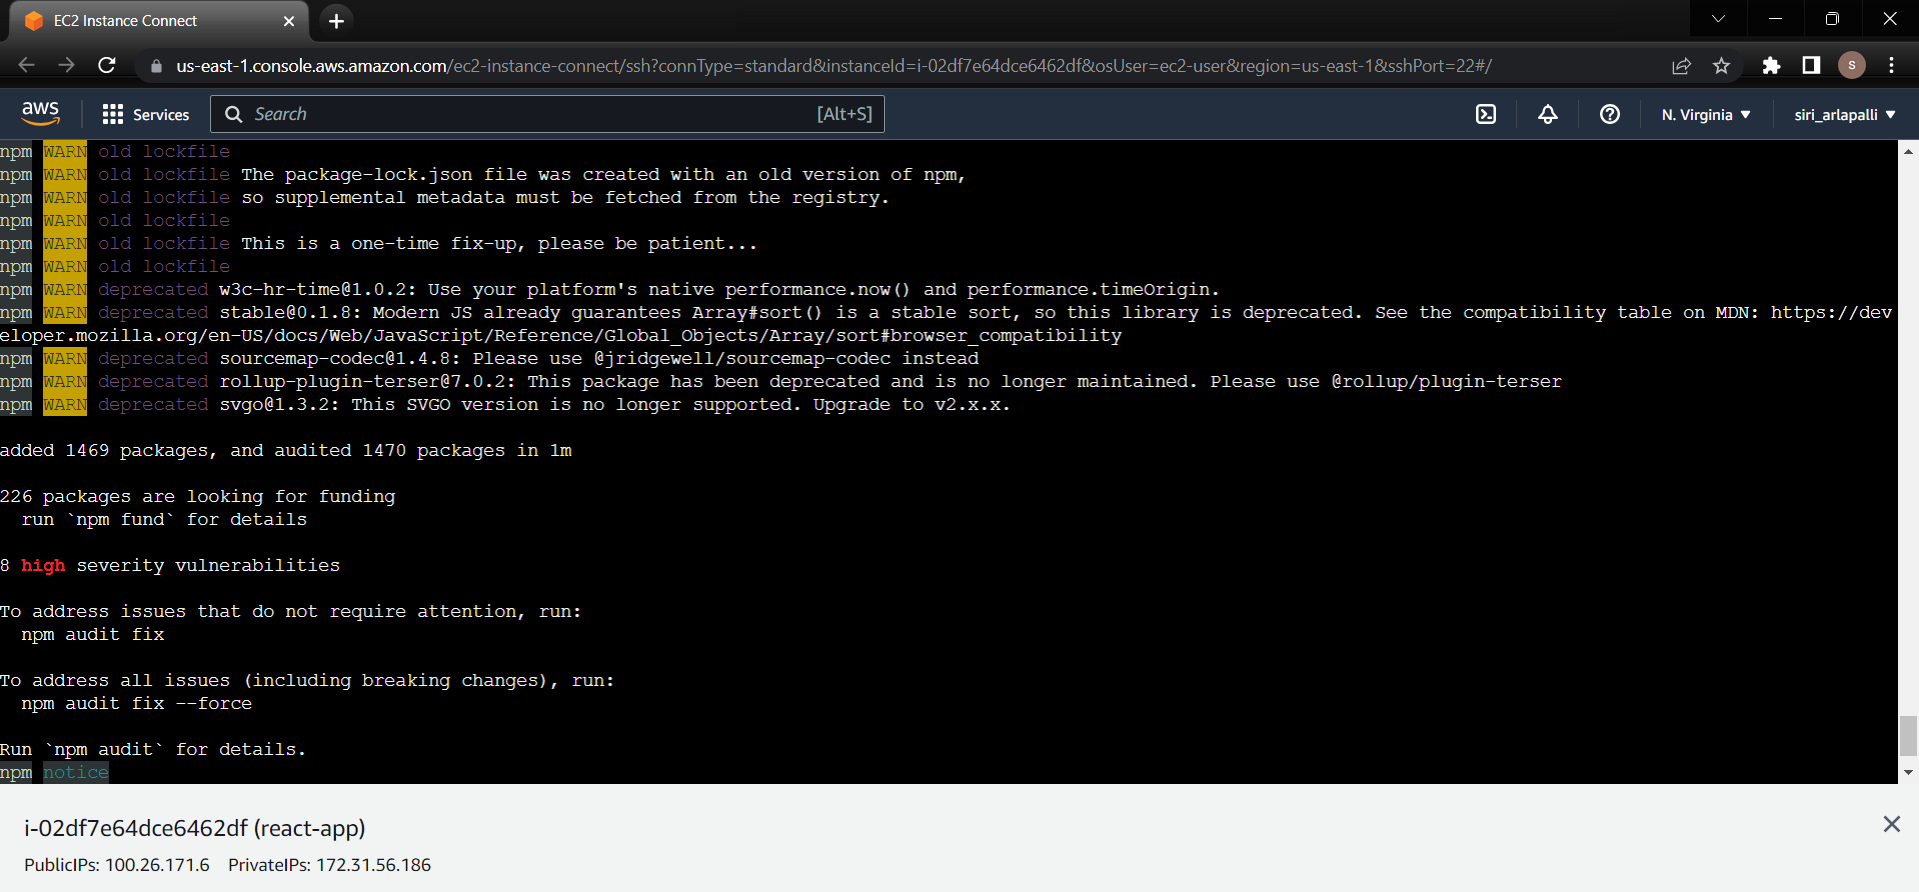 EC2 Instance Connect
us-east-1.console.aws.amazon.com/ec2-instance-connect/ssh?connType=standard&instanceId=i-02df7e64dce6462df&osUser=ec2-user&region=us-east-1&sshPort=22#/
S
aws Services Search [Alt+S] N. Virginia siri_arlapalli
npm WARN old lockfile
npm WARN old lockfile The package-lock.json file was created with an old version of npm,
npm WARN old lockfile so supplemental metadata must be fetched from the registry.
npm WARN old lockfile
npm WARN old lockfile This is a one-time fix-up, please be patient...
npm WARN old lockfile
npm WARN deprecated w3c-hr-time@1.0.2: Use your platform's native performance.now() and performance.timeOrigin.
npm WARN deprecated stable@0.1.8: Modern JS already guarantees Array#sort() is a stable sort, so this library is deprecated. See the compatibility table on MDN: https://dev
eloper.mozilla.org/en-US/docs/Web/JavaScript/Reference/Global_Objects/Array/sort#browser_compatibility
npm WARN deprecated sourcemap-codec@1.4.8: Please use @jridgewell/sourcemap-codec instead
npm WARN deprecated rollup-plugin-terser@7.0.2: This package has been deprecated and is no longer maintained. Please use @rollup/plugin-terser
npm WARN deprecated svgo@1.3.2: This SVGO version is no longer supported. Upgrade to v2.x.x.
added 1469 packages, and audited 1470 packages in 1m
226 packages are looking for funding
run `npm fund` for details
8 high severity vulnerabilities
To address issues that do not require attention, run:
npm audit fix
To address all issues (including breaking changes), run:
npm audit fix --force
Run `npm audit` for details.
npm notice
i-02df7e64dce6462df (react-app)
PublicIPs: 100.26.171.6 PrivateIPs: 172.31.56.186